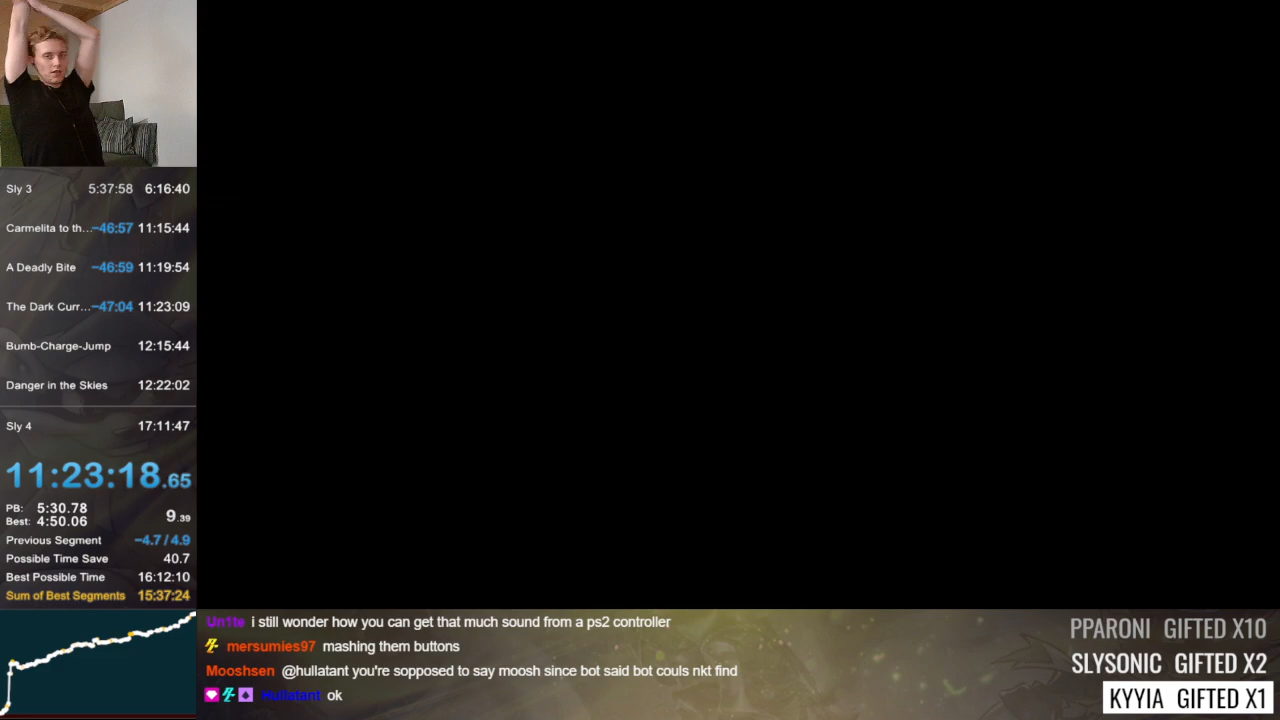 Sly 3 5:37:58 6:16:40
Carmelita to th... -46:57 11:15:44
A Deadly Bite -46:59 11:19:54
The Dark Curr... -47:04 11:23:09
Bumb-Charge-Jump 12:15:44
Danger in the Skies 12:22:02
Sly 4 17:11:47
11:23:18.65
PB: 5:30.78
Best: 4:50.06
9.39
Previous Segment -4.7 / 4.9
Possible Time Save 40.7
Best Possible Time 16:12:10
Sum of Best Segments 15:37:24
Un1te i still wonder how you can get that much sound from a ps2 controller
mersumies97 mashing them buttons
Mooshsen @hullatant you're sopposed to say moosh since bot said bot couls nkt find
Hullatant ok
PPARONI GIFTED X10
SLYSONIC GIFTED X2
KYYIA GIFTED X1